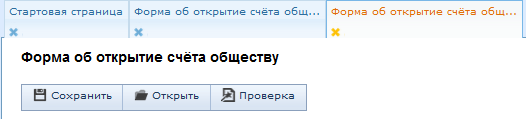 Стартовая страница Форма об открытие счёта общ... Форма об открытие счёта общ...
Форма об открытие счёта обществу
Сохранить Открыть Проверка